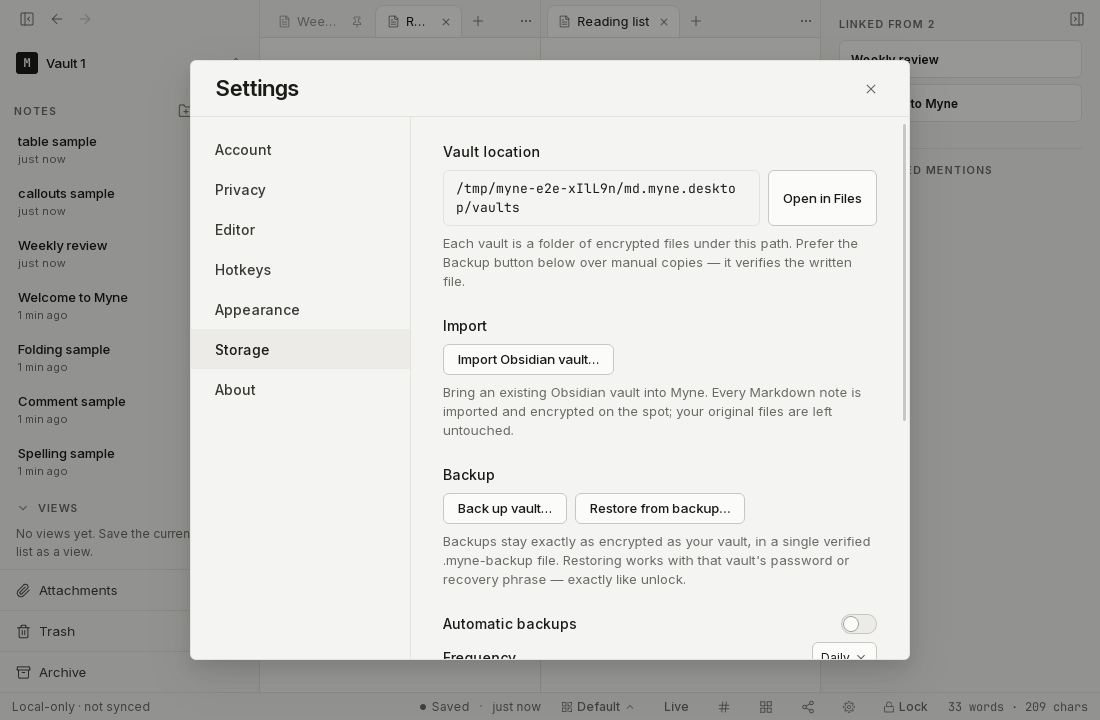 Wee…
R…
Reading list
LINKED FROM 2
M Vault 1
Settings
Weekly review
to Myne
NOTES
D MENTIONS
table sample
just now
callouts sample
just now
Weekly review
just now
Welcome to Myne
1 min ago
Folding sample
1 min ago
Comment sample
1 min ago
Spelling sample
1 min ago
VIEWS
No views yet. Save the curren
list as a view.
Attachments
Trash
Archive
Account
Privacy
Editor
Hotkeys
Appearance
Storage
About
Vault location
/tmp/myne-e2e-xIlL9n/md.myne.deskto
p/vaults
Open in Files
Each vault is a folder of encrypted files under this path. Prefer the
Backup button below over manual copies — it verifies the written
file.
Import
Import Obsidian vault…
Bring an existing Obsidian vault into Myne. Every Markdown note is
imported and encrypted on the spot; your original files are left
untouched.
Backup
Back up vault… Restore from backup…
Backups stay exactly as encrypted as your vault, in a single verified
.myne-backup file. Restoring works with that vault's password or
recovery phrase — exactly like unlock.
Automatic backups
Frequency Daily
Local-only · not synced
Saved · just now
Default
Live
Lock
33 words · 209 chars